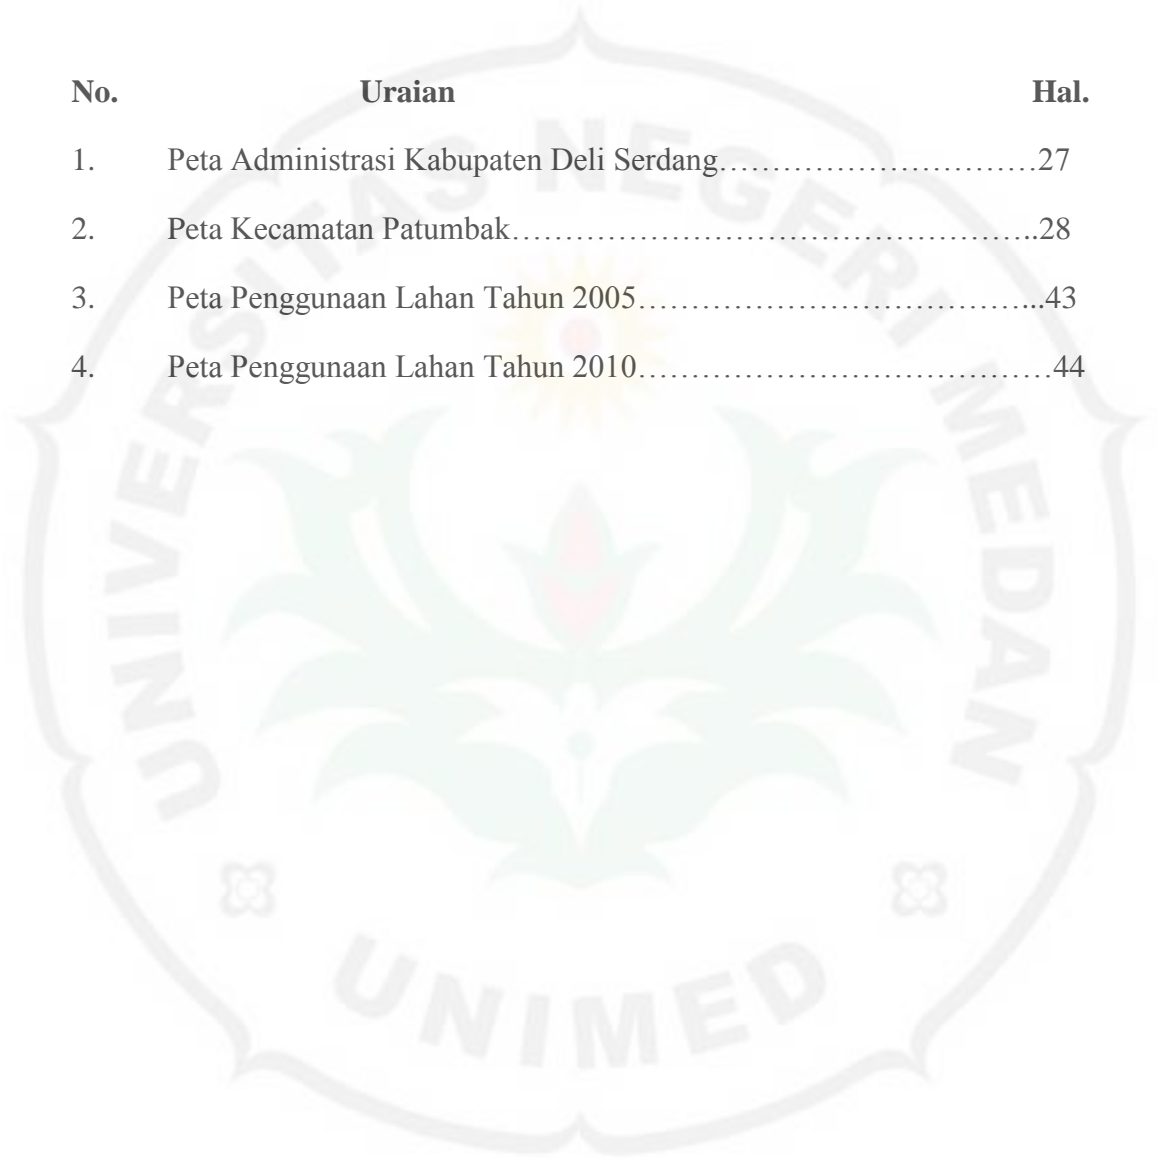 No. Uraian Hal.
1. Peta Administrasi Kabupaten Deli Serdang…………………………27
2. Peta Kecamatan Patumbak…………………………………………..28
3. Peta Penggunaan Lahan Tahun 2005………………………………...43
4. Peta Penggunaan Lahan Tahun 2010…………………………………44
UNIVERSITAS NEGERI MEDAN
UNIMED